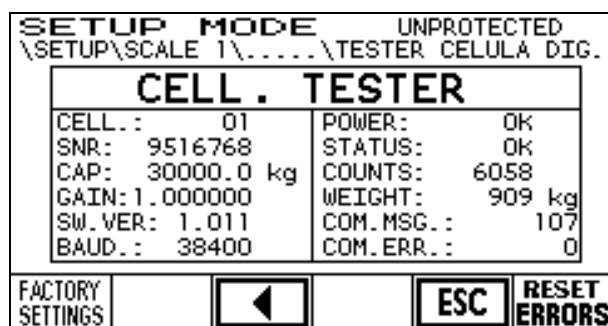 SETUP MODE UNPROTECTED
\SETUP\SCALE 1\.....\TESTER CELULA DIG.
CELL. TESTER
CELL.: 01
SNR: 9516768
CAP: 30000.0 kg
GAIN:1.000000
SW.VER: 1.011
BAUD.: 38400
POWER: OK
STATUS: OK
COUNTS: 6058
WEIGHT: 909 kg
COM.MSG.: 107
COM.ERR.: 0
FACTORY
SETTINGS
ESC
RESET
ERRORS